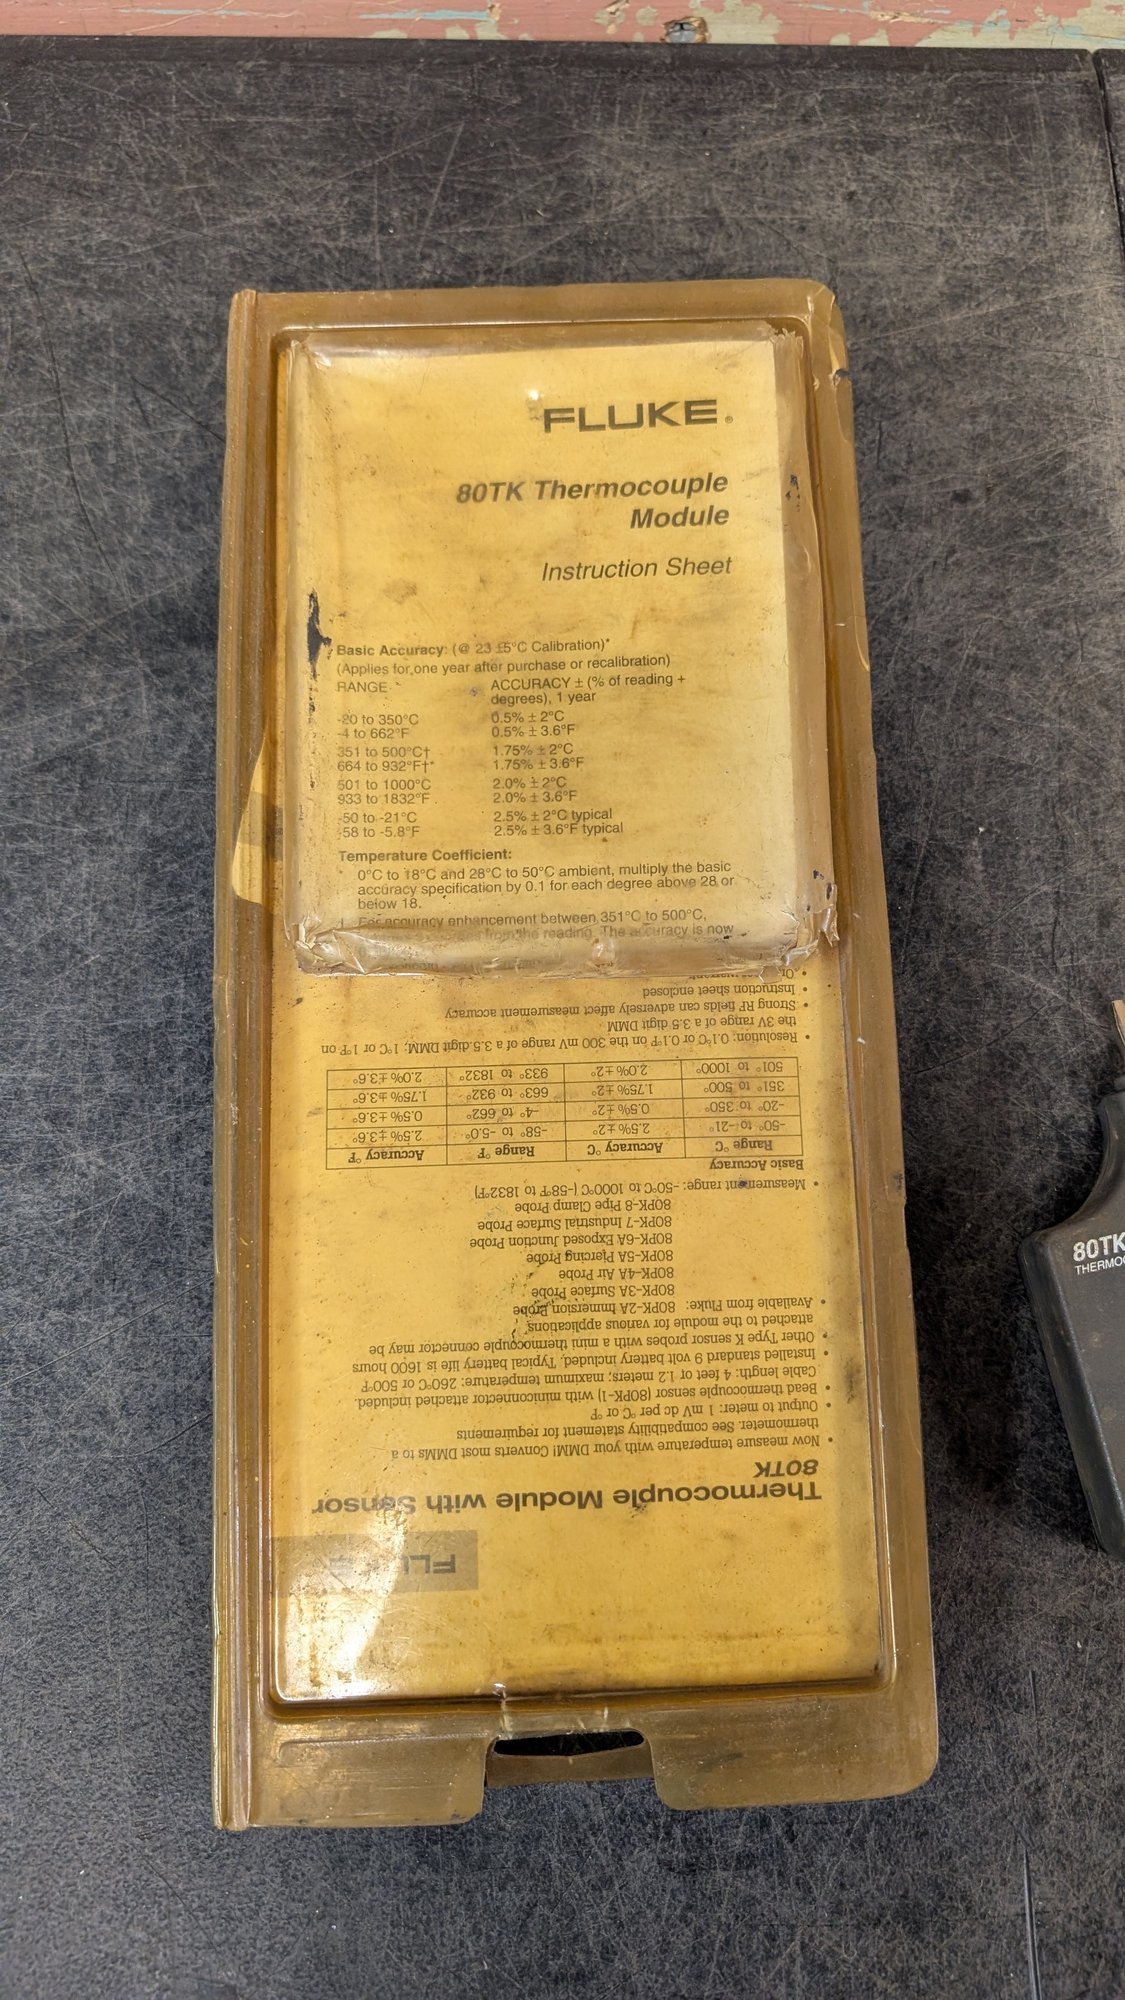 FLUKE®
80TK Thermocouple
Module
Instruction Sheet
Basic Accuracy: (@ 23 ±5°C Calibration)*
(Applies for one year after purchase or recalibration)
RANGE ACCURACY ± (% of reading +
degrees), 1 year
-20 to 350°C 0.5% ± 2°C
-4 to 662°F 0.5% ± 3.6°F
351 to 500°C† 1.75% ± 2°C
664 to 932°F†* 1.75% ± 3.6°F
501 to 1000°C 2.0% ± 2°C
933 to 1832°F 2.0% ± 3.6°F
-50 to -21°C 2.5% ± 2°C typical
-58 to -5.8°F 2.5% ± 3.6°F typical
Temperature Coefficient:
0°C to 18°C and 28°C to 50°C ambient, multiply the basic
accuracy specification by 0.1 for each degree above 28 or
below 18.
For accuracy enhancement between 351°C to 500°C,
from the reading. The accuracy is now
FLUKE
Thermocouple Module with Sensor
80TK
• Now measure temperature with your DMM! Converts most DMMs to a
thermometer. See compatibility statement for requirements
• Output to meter: 1 mV dc per °C or °F
• Bead thermocouple sensor (80PK-1) with miniconnector attached included.
Cable length: 4 feet or 1.2 meters; maximum temperature: 260°C or 500°F
• Installed standard 9 volt battery included. Typical battery life is 1600 hours
• Other Type K sensor probes with a mini thermocouple connector may be
attached to the module for various applications
• Available from Fluke: 80PK-2A Immersion Probe
80PK-3A Surface Probe
80PK-4A Air Probe
80PK-5A Piercing Probe
80PK-6A Exposed Junction Probe
80PK-7 Industrial Surface Probe
80PK-8 Pipe Clamp Probe
• Measurement range: -50°C to 1000°C (-58°F to 1832°F)
Basic Accuracy
Range °C Accuracy °C Range °F Accuracy °F
-50° to -21° 2.5% ±2° -58° to -5.0° 2.5% ±3.6°
-20° to 350° 0.5% ±2° -4° to 662° 0.5% ±3.6°
351° to 500° 1.75% ±2° 663° to 932° 1.75% ±3.6°
501° to 1000° 2.0% ±2° 933° to 1832° 2.0% ±3.6°
• Resolution: 0.1°C or 0.1°F on the 300 mV range of a 3.5 digit DMM; 1°C or 1°F on
the 3V range of a 3.5 digit DMM
• Strong RF fields can adversely affect measurement accuracy
• Instruction sheet enclosed
80TK
THERMO